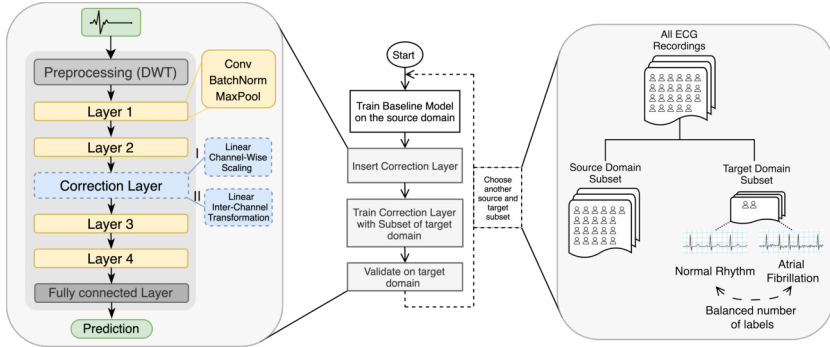 Preprocessing (DWT)
Layer 1
Layer 2
Correction Layer
Layer 3
Layer 4
Fully connected Layer
Prediction
Conv
BatchNorm
MaxPool
I
Linear
Channel-Wise
Scaling
II
Linear
Inter-Channel
Transformation
Start
Train Baseline Model
on the source domain
Insert Correction Layer
Train Correction Layer
with Subset of target
domain
Validate on target
domain
Choose
another
source and
target
subset
All ECG
Recordings
Source Domain
Subset
Target Domain
Subset
Normal Rhythm
Atrial
Fibrillation
Balanced number
of labels